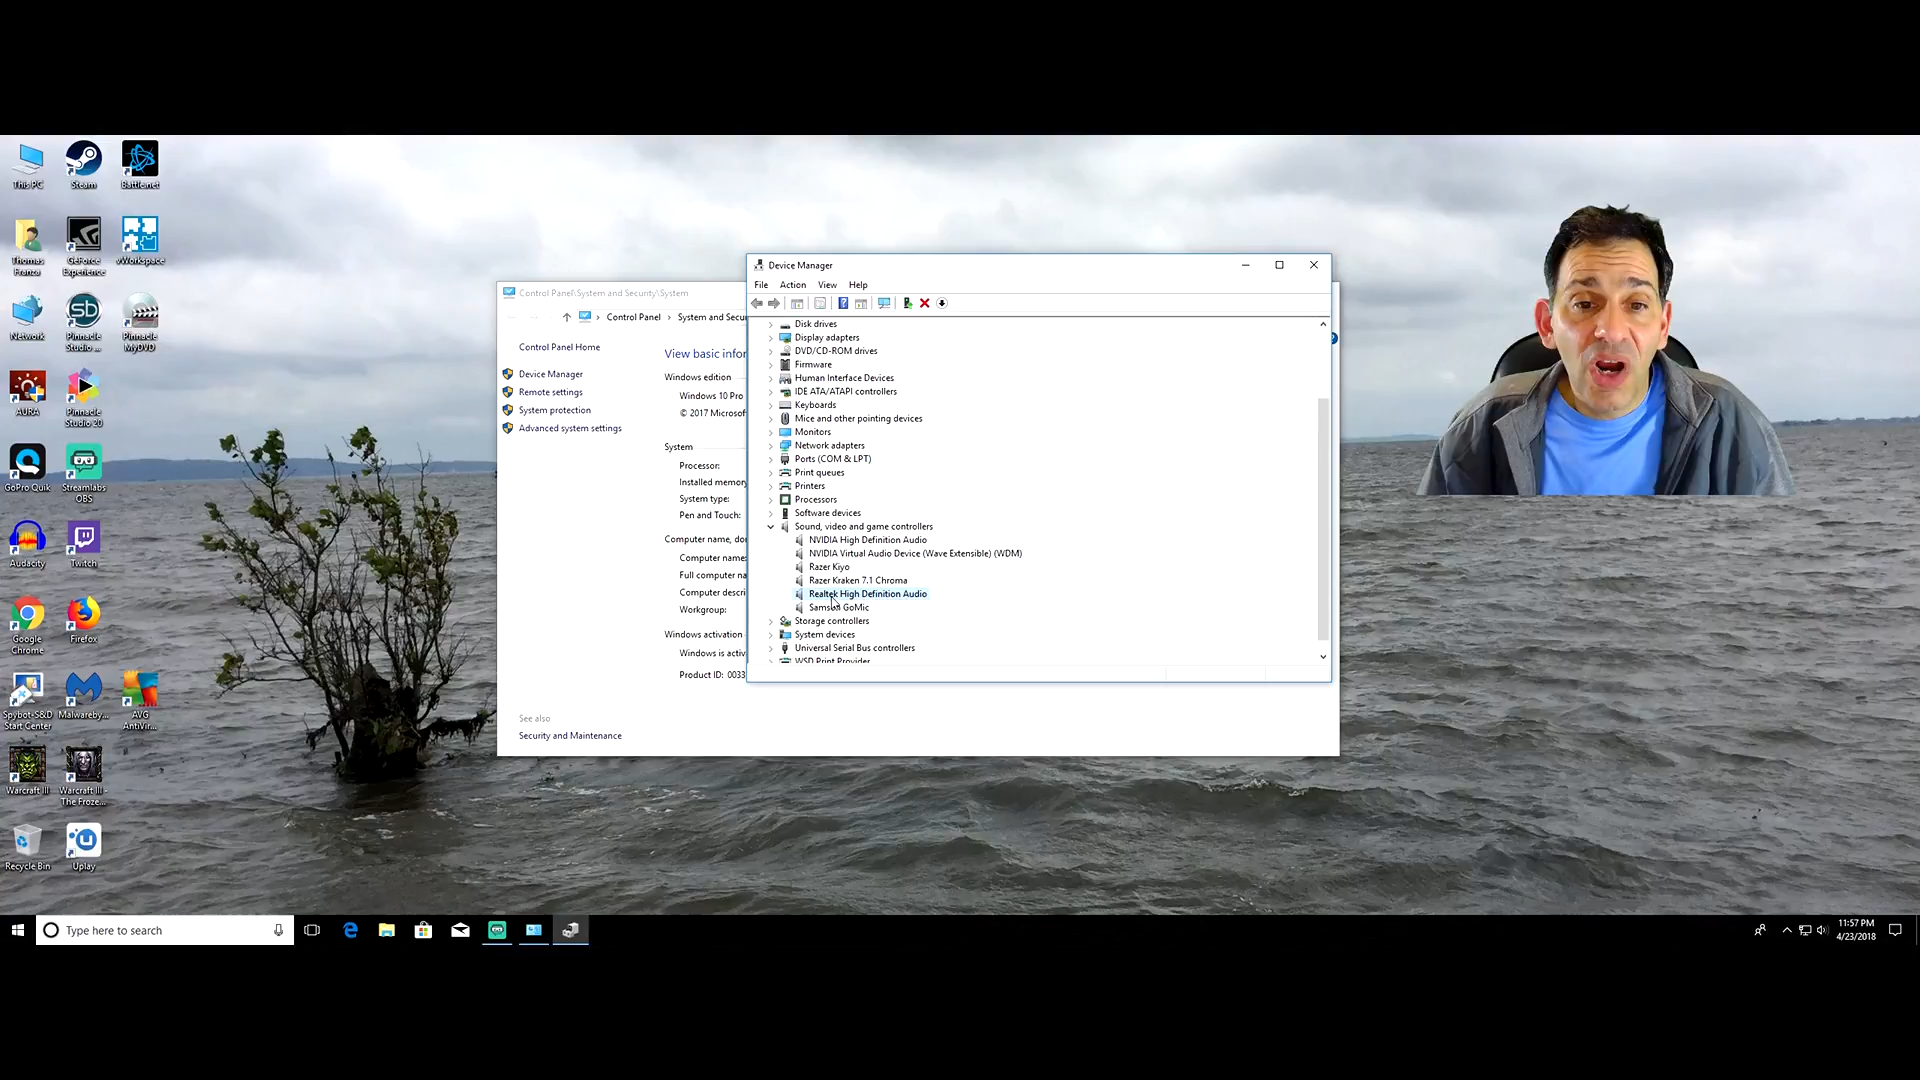 This PC
Steam
Battle.net
Thomas
Franza
GeForce
Experience
vWorkspace
Network
Pinnacle
Studio ...
Pinnacle
MyDVD
AURA
Pinnacle
Studio 20
GoPro Quik
Streamlabs
OBS
Audacity
Twitch
Google
Chrome
Firefox
Spybot-S&D
Start Center
Malwareby...
AVG
AntiVir...
Warcraft III
Warcraft III -
The Froze...
Recycle Bin
Uplay
Control Panel\System and Security\System
Control Panel
System and Secu
Control Panel Home
Device Manager
Remote settings
System protection
Advanced system settings
See also
Security and Maintenance
View basic infor
Windows edition
Windows 10 Pro
© 2017 Microsof
System
Processor:
Installed memory
System type:
Pen and Touch:
Computer name, do
Computer name:
Full computer na
Computer descri
Workgroup:
Windows activation
Windows is activ
Product ID: 0033
Device Manager
File Action View Help
Disk drives
Display adapters
DVD/CD-ROM drives
Firmware
Human Interface Devices
IDE ATA/ATAPI controllers
Keyboards
Mice and other pointing devices
Monitors
Network adapters
Ports (COM & LPT)
Print queues
Printers
Processors
Software devices
Sound, video and game controllers
NVIDIA High Definition Audio
NVIDIA Virtual Audio Device (Wave Extensible) (WDM)
Razer Kiyo
Razer Kraken 7.1 Chroma
Realtek High Definition Audio
Samson GoMic
Storage controllers
System devices
Universal Serial Bus controllers
WSD Print Provider
Type here to search
11:57 PM
4/23/2018